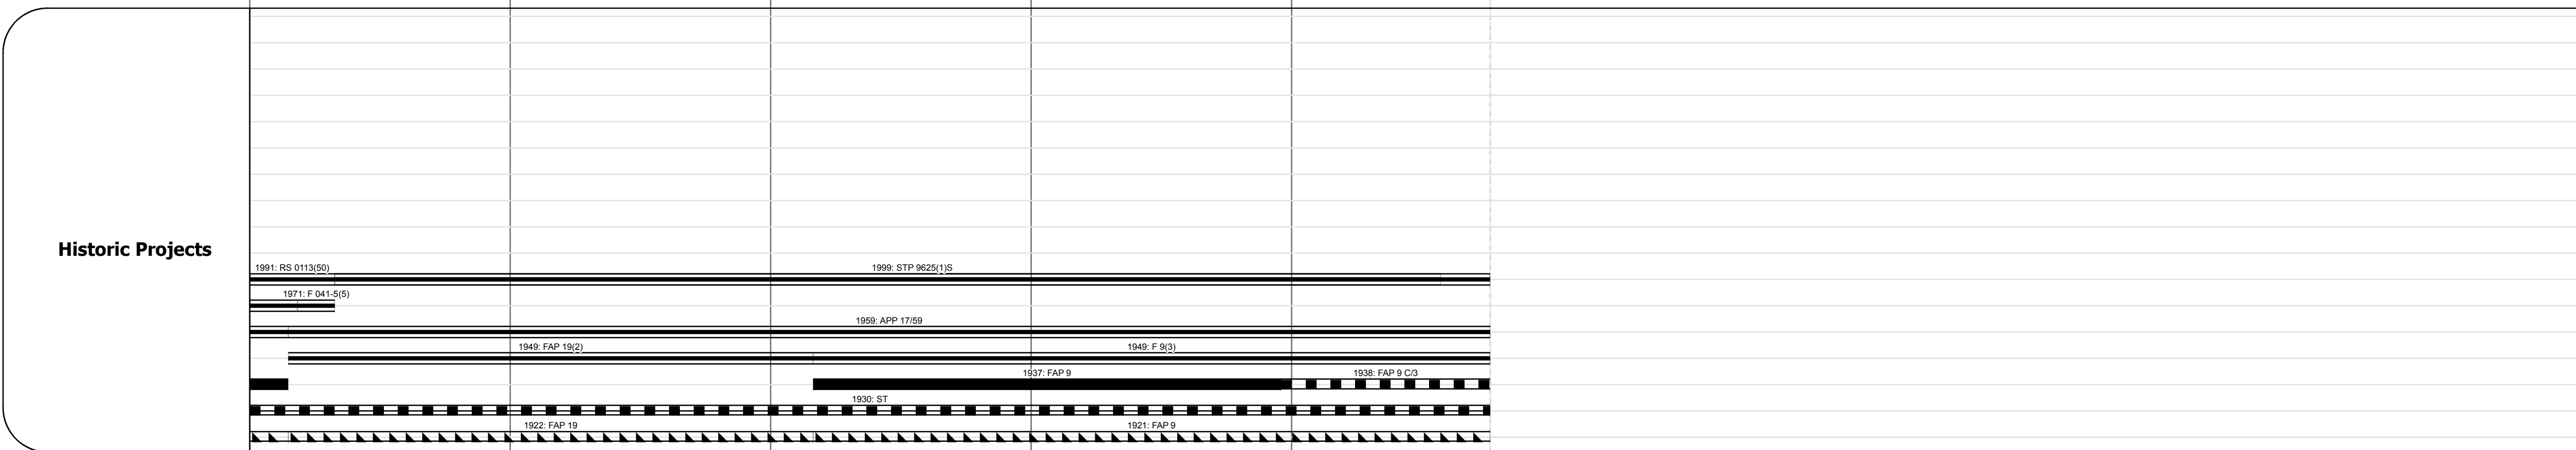 Historic Projects
1991: RS 0113(50)
1999: STP 9625(1)S
1971: F 041-5(5)
1959: APP 17/59
1949: FAP 19(2)
1949: F 9(3)
1937: FAP 9
1938: FAP 9 C/3
1930: ST
1922: FAP 19
1921: FAP 9